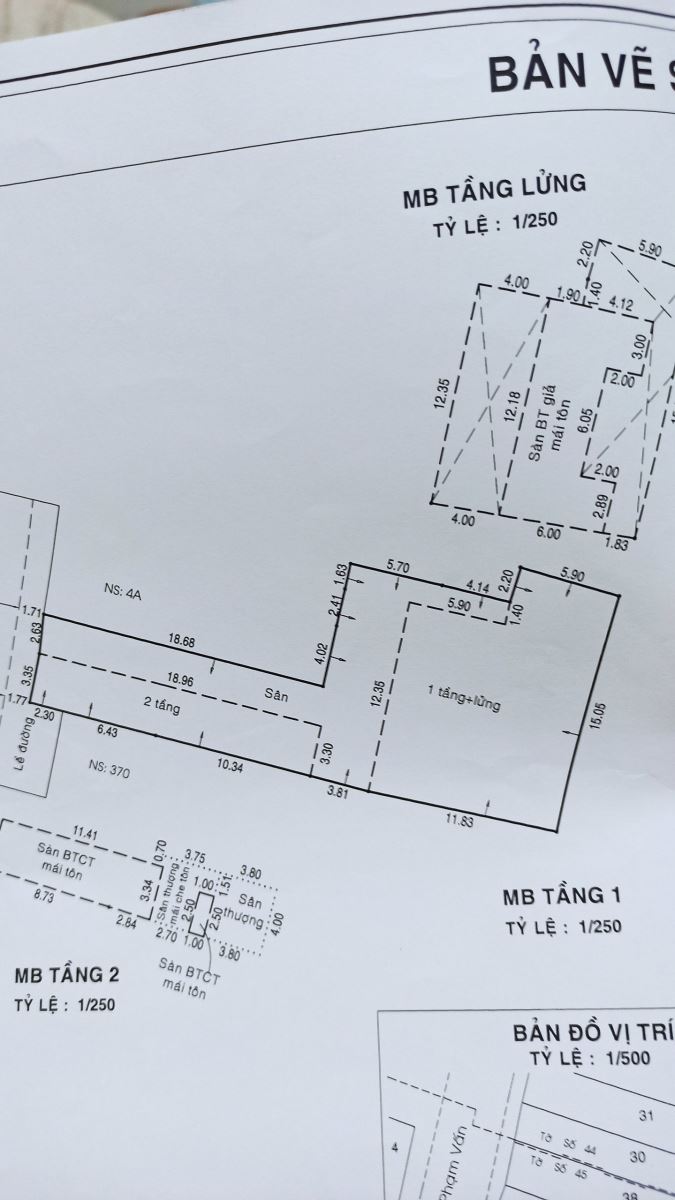 BẢN VẼ
MB TẦNG LỬNG
TỶ LỆ : 1/250
5.90
2.20
4.00
1.90
1.40
4.12
3.00
2.00
12.35
12.18
Sàn BT giả
mái tôn
6.05
2.00
2.89
4.00
6.00
1.83
NS: 4A
1.63
5.70
4.14
2.20
5.90
5.90
1.40
2.41
1.71
2.63
18.68
4.02
18.96
Sân
12.35
1 tầng+lửng
3.35
2 tầng
1.77
2.30
6.43
3.30
15.05
Lề đường
NS: 370
10.34
3.81
11.83
11.41
Sàn BTCT
mái tôn
0.70
3.75
3.80
1.00
1.51
Sân thượng
mái che tôn
Sân
thượng
3.34
2.50
2.50
4.00
8.73
2.84
2.70
1.00
3.80
Sàn BTCT
mái tôn
MB TẦNG 1
TỶ LỆ : 1/250
MB TẦNG 2
TỶ LỆ : 1/250
BẢN ĐỒ VỊ TRÍ
TỶ LỆ : 1/500
31
4
Phạm Văn
Tờ Số 44
30
Tờ Số 45
38